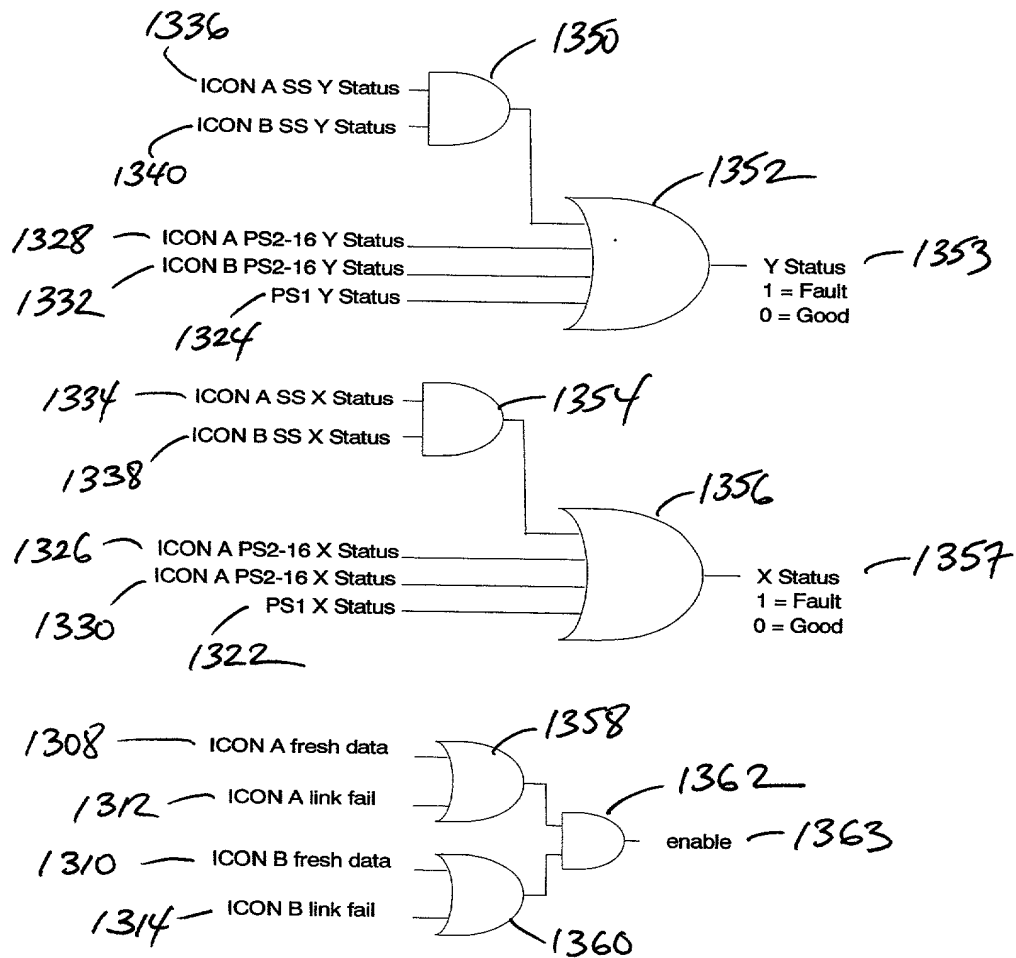 1336
1350
ICON A SS Y Status
ICON B SS Y Status
1340
1352
1328 ICON A PS2-16 Y Status
1332 ICON B PS2-16 Y Status
PS1 Y Status
1324
Y Status 1353
1 = Fault
0 = Good
1334 ICON A SS X Status
1354
ICON B SS X Status
1338
1356
1326 ICON A PS2-16 X Status
ICON A PS2-16 X Status
1330
PS1 X Status
1322
X Status 1357
1 = Fault
0 = Good
1308 ICON A fresh data
1358
1312 ICON A link fail
1362
enable 1363
1310 ICON B fresh data
1314 ICON B link fail
1360